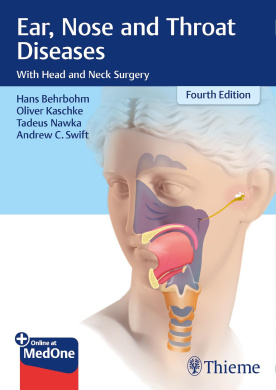 Ear, Nose and Throat
Diseases
With Head and Neck Surgery
Hans Behrbohm
Oliver Kaschke
Tadeus Nawka
Andrew C. Swift
Fourth Edition
+ Online at
MedOne
Thieme